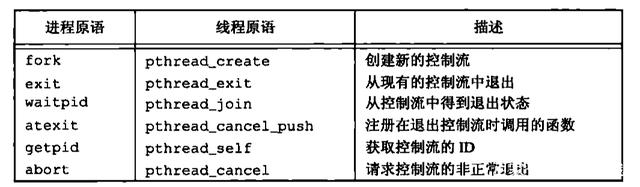 进程原语 线程原语 描述
fork pthread_create 创建新的控制流
exit pthread_exit 从现有的控制流中退出
waitpid pthread_join 从控制流中得到退出状态
atexit pthread_cancel_push 注册在退出控制流时调用的函数
getpid pthread_self 获取控制流的ID
abort pthread_cancel 请求控制流的非正常退出